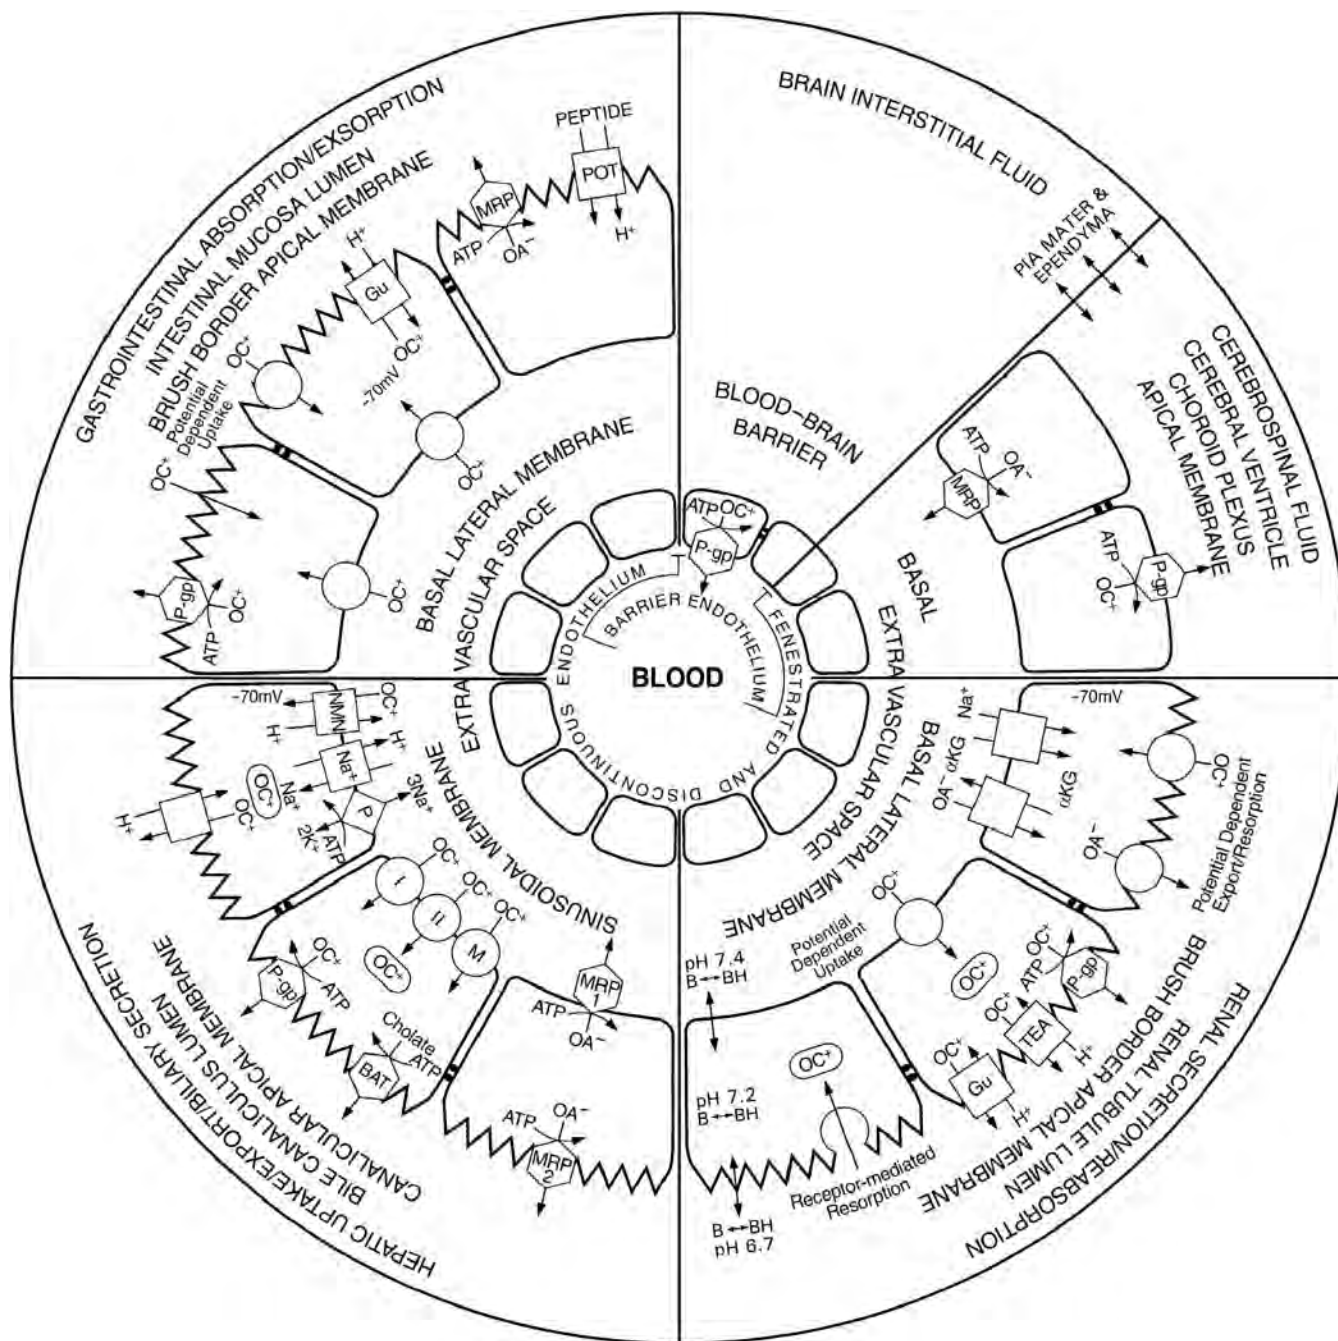 GASTROINTESTINAL ABSORPTION/EXSORPTION
INTESTINAL MUCOSA LUMEN
BRUSH BORDER APICAL MEMBRANE
PEPTIDE
POT
H+
MRP
ATP
OA−
H+
Gu
OC+
OC+
−70mV
Potential
Dependent
Uptake
OC+
OC+
P-gp
OC+
ATP
OC+
BASAL LATERAL MEMBRANE
EXTRA VASCULAR SPACE
BRAIN INTERSTITIAL FLUID
PIA MATER &
EPENDYMA
BLOOD–BRAIN
BARRIER
ATP
OC+
P-gp
CEREBROSPINAL FLUID
CEREBRAL VENTRICLE
CHOROID PLEXUS
APICAL MEMBRANE
ATP
OA−
MRP
ATP
OC+
P-gp
BASAL
EXTRA VASCULAR SPACE
BARRIER ENDOTHELIUM
FENESTRATED AND DISCONTINUOUS ENDOTHELIUM
BLOOD
−70mV
NMN
OC+
H+
H+
Na+
Na+
3Na+
P
2K+
ATP
OC+
OC+
H+
SINUSOIDAL MEMBRANE
OC+
I
OC+
II
OC+
M
OC+
OC+
P-gp
ATP
Cholate
ATP
BAT
MRP
1
ATP
OA−
OA−
ATP
MRP
2
CANALICULAR APICAL MEMBRANE
BILE CANALICULUS LUMEN
HEPATIC UPTAKE/EXPORT/BILIARY SECRETION
BASAL LATERAL MEMBRANE
Na+
αKG
OA−
αKG
−70mV
OC+
OA−
Potential Dependent
Export/Resorption
OC+
Potential
Dependent
Uptake
OC+
OC+
ATP
P-gp
OC+
TEA
H+
OC+
Gu
H+
pH 7.4
B↔BH
pH 7.2
B↔BH
B↔BH
pH 6.7
OC+
Receptor-mediated
Resorption
BRUSH BORDER APICAL MEMBRANE
RENAL TUBULE LUMEN
RENAL SECRETION/REABSORPTION